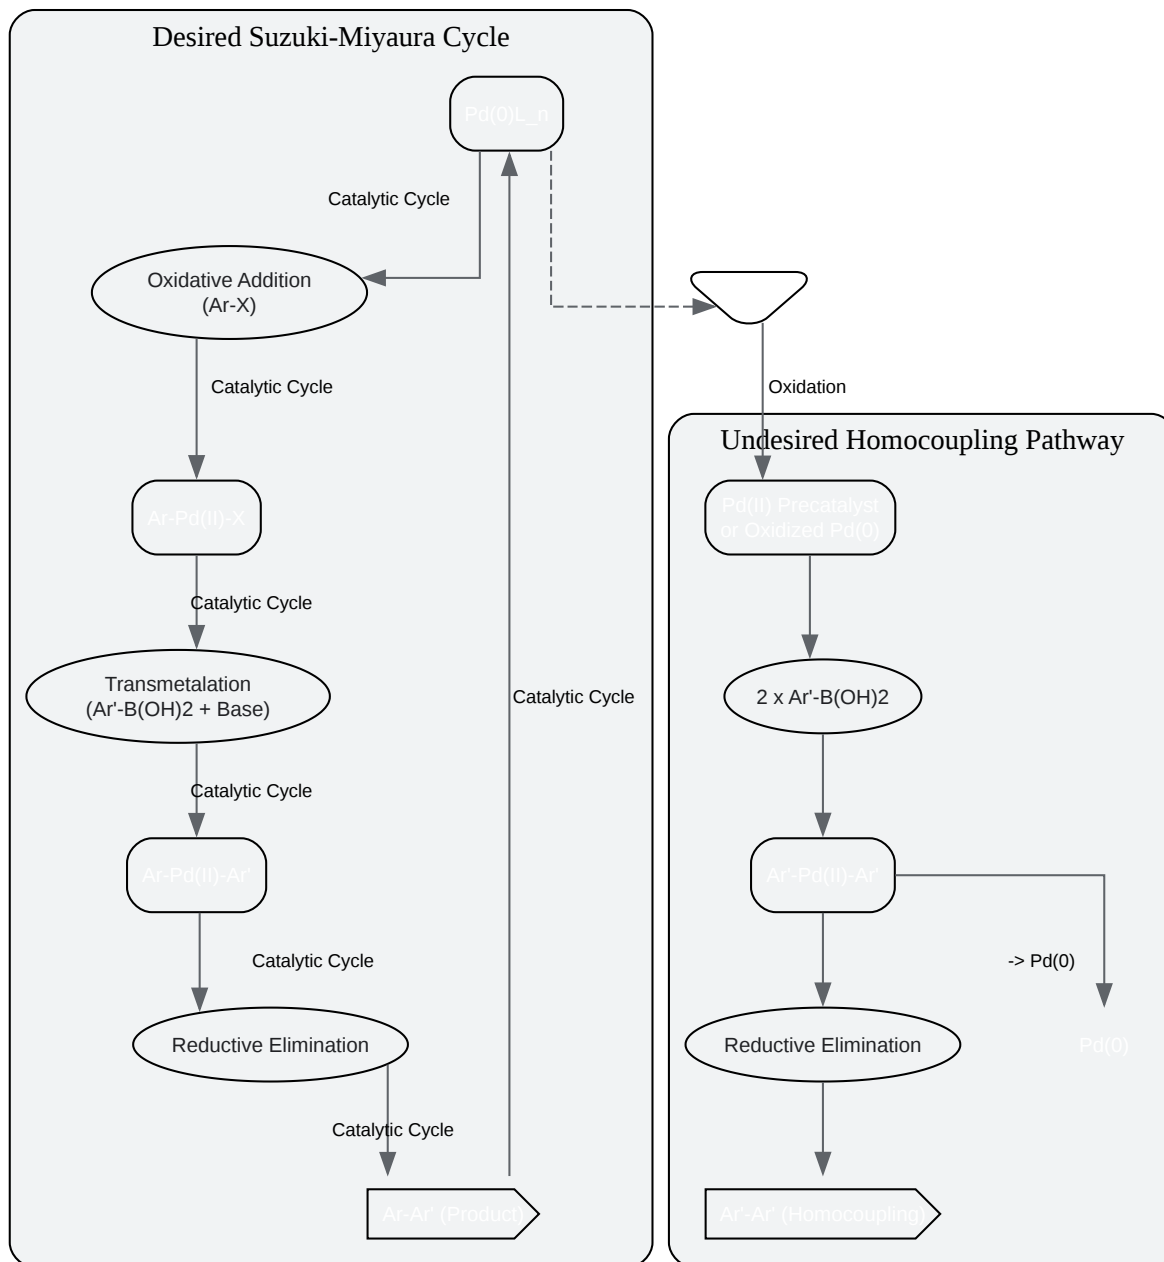 Desired Suzuki-Miyaura Cycle
Pd(0)L_n
Catalytic Cycle
Oxidative Addition
(Ar-X)
Catalytic Cycle
Oxidation
Undesired Homocoupling Pathway
Ar-Pd(II)-X
Pd(II) Precatalyst
or Oxidized Pd(0)
Catalytic Cycle
Transmetalation
(Ar'-B(OH)2 + Base)
Catalytic Cycle
2 x Ar'-B(OH)2
Catalytic Cycle
Ar-Pd(II)-Ar'
Ar'-Pd(II)-Ar'
Catalytic Cycle
-> Pd(0)
Reductive Elimination
Reductive Elimination
Pd(0)
Catalytic Cycle
Ar-Ar' (Product)
Ar'-Ar' (Homocoupling)